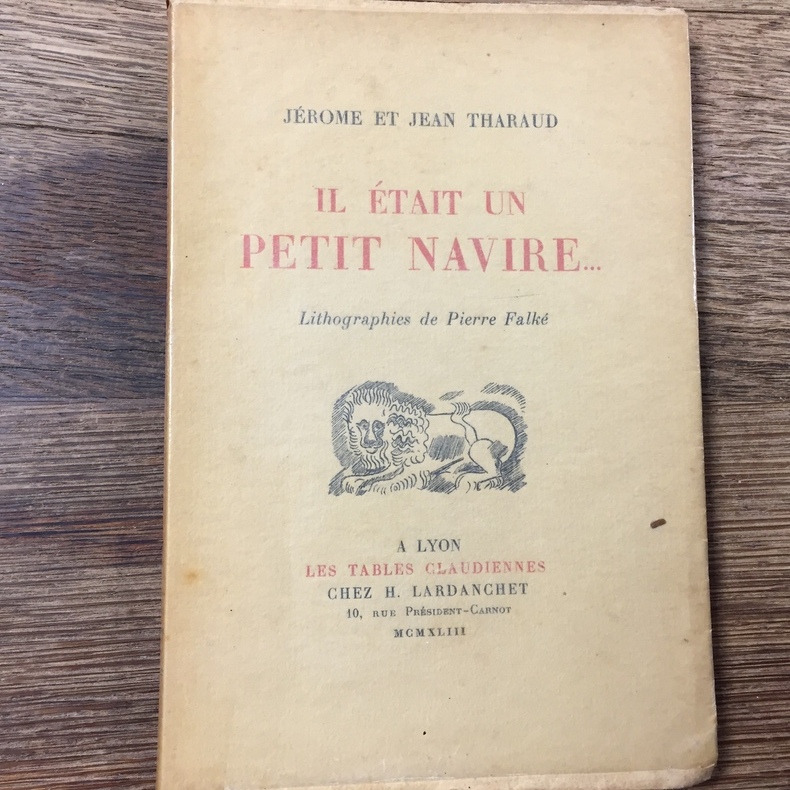 JÉROME ET JEAN THARAUD
IL ÉTAIT UN
PETIT NAVIRE...
Lithographies de Pierre Falké
A LYON
LES TABLES CLAUDIENNES
CHEZ H. LARDANCHET
10, RUE PRÉSIDENT-CARNOT
MCMXLIII